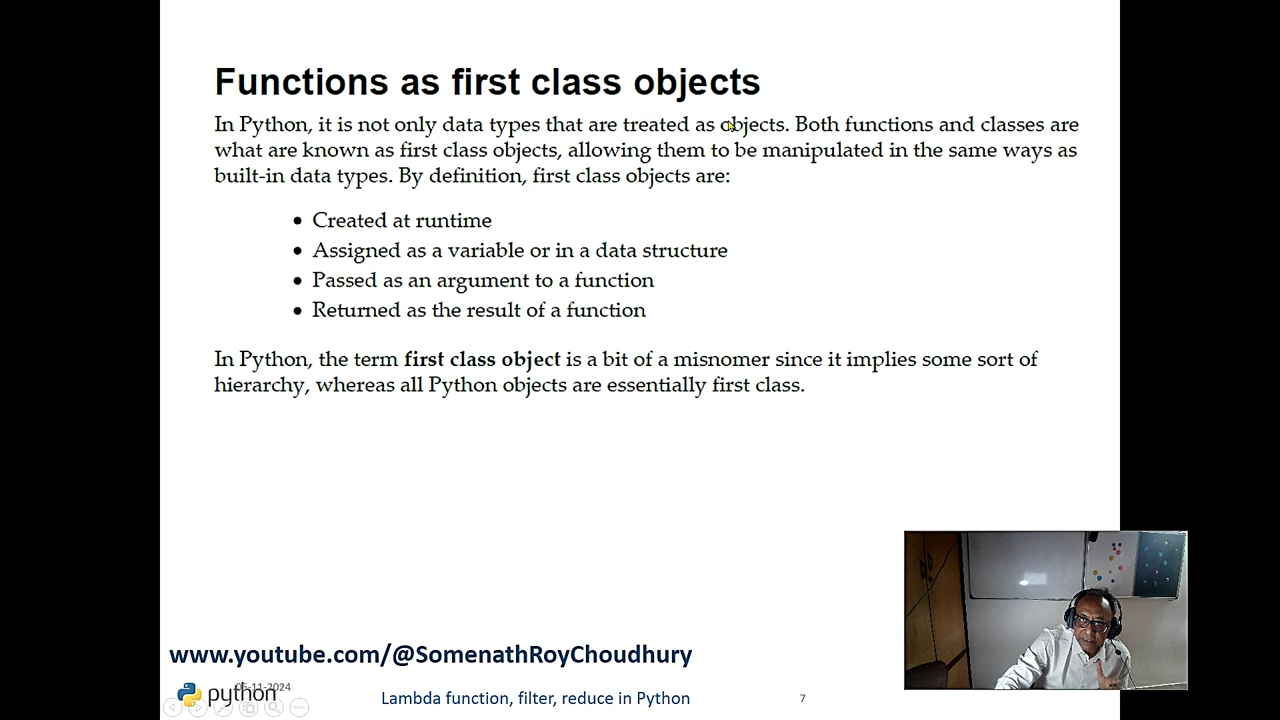 Functions as first class objects
In Python, it is not only data types that are treated as objects. Both functions and classes are
what are known as first class objects, allowing them to be manipulated in the same ways as
built-in data types. By definition, first class objects are:
• Created at runtime
• Assigned as a variable or in a data structure
• Passed as an argument to a function
• Returned as the result of a function
In Python, the term first class object is a bit of a misnomer since it implies some sort of
hierarchy, whereas all Python objects are essentially first class.
www.youtube.com/@SomenathRoyChoudhury
python
06-11-2024
Lambda function, filter, reduce in Python
7